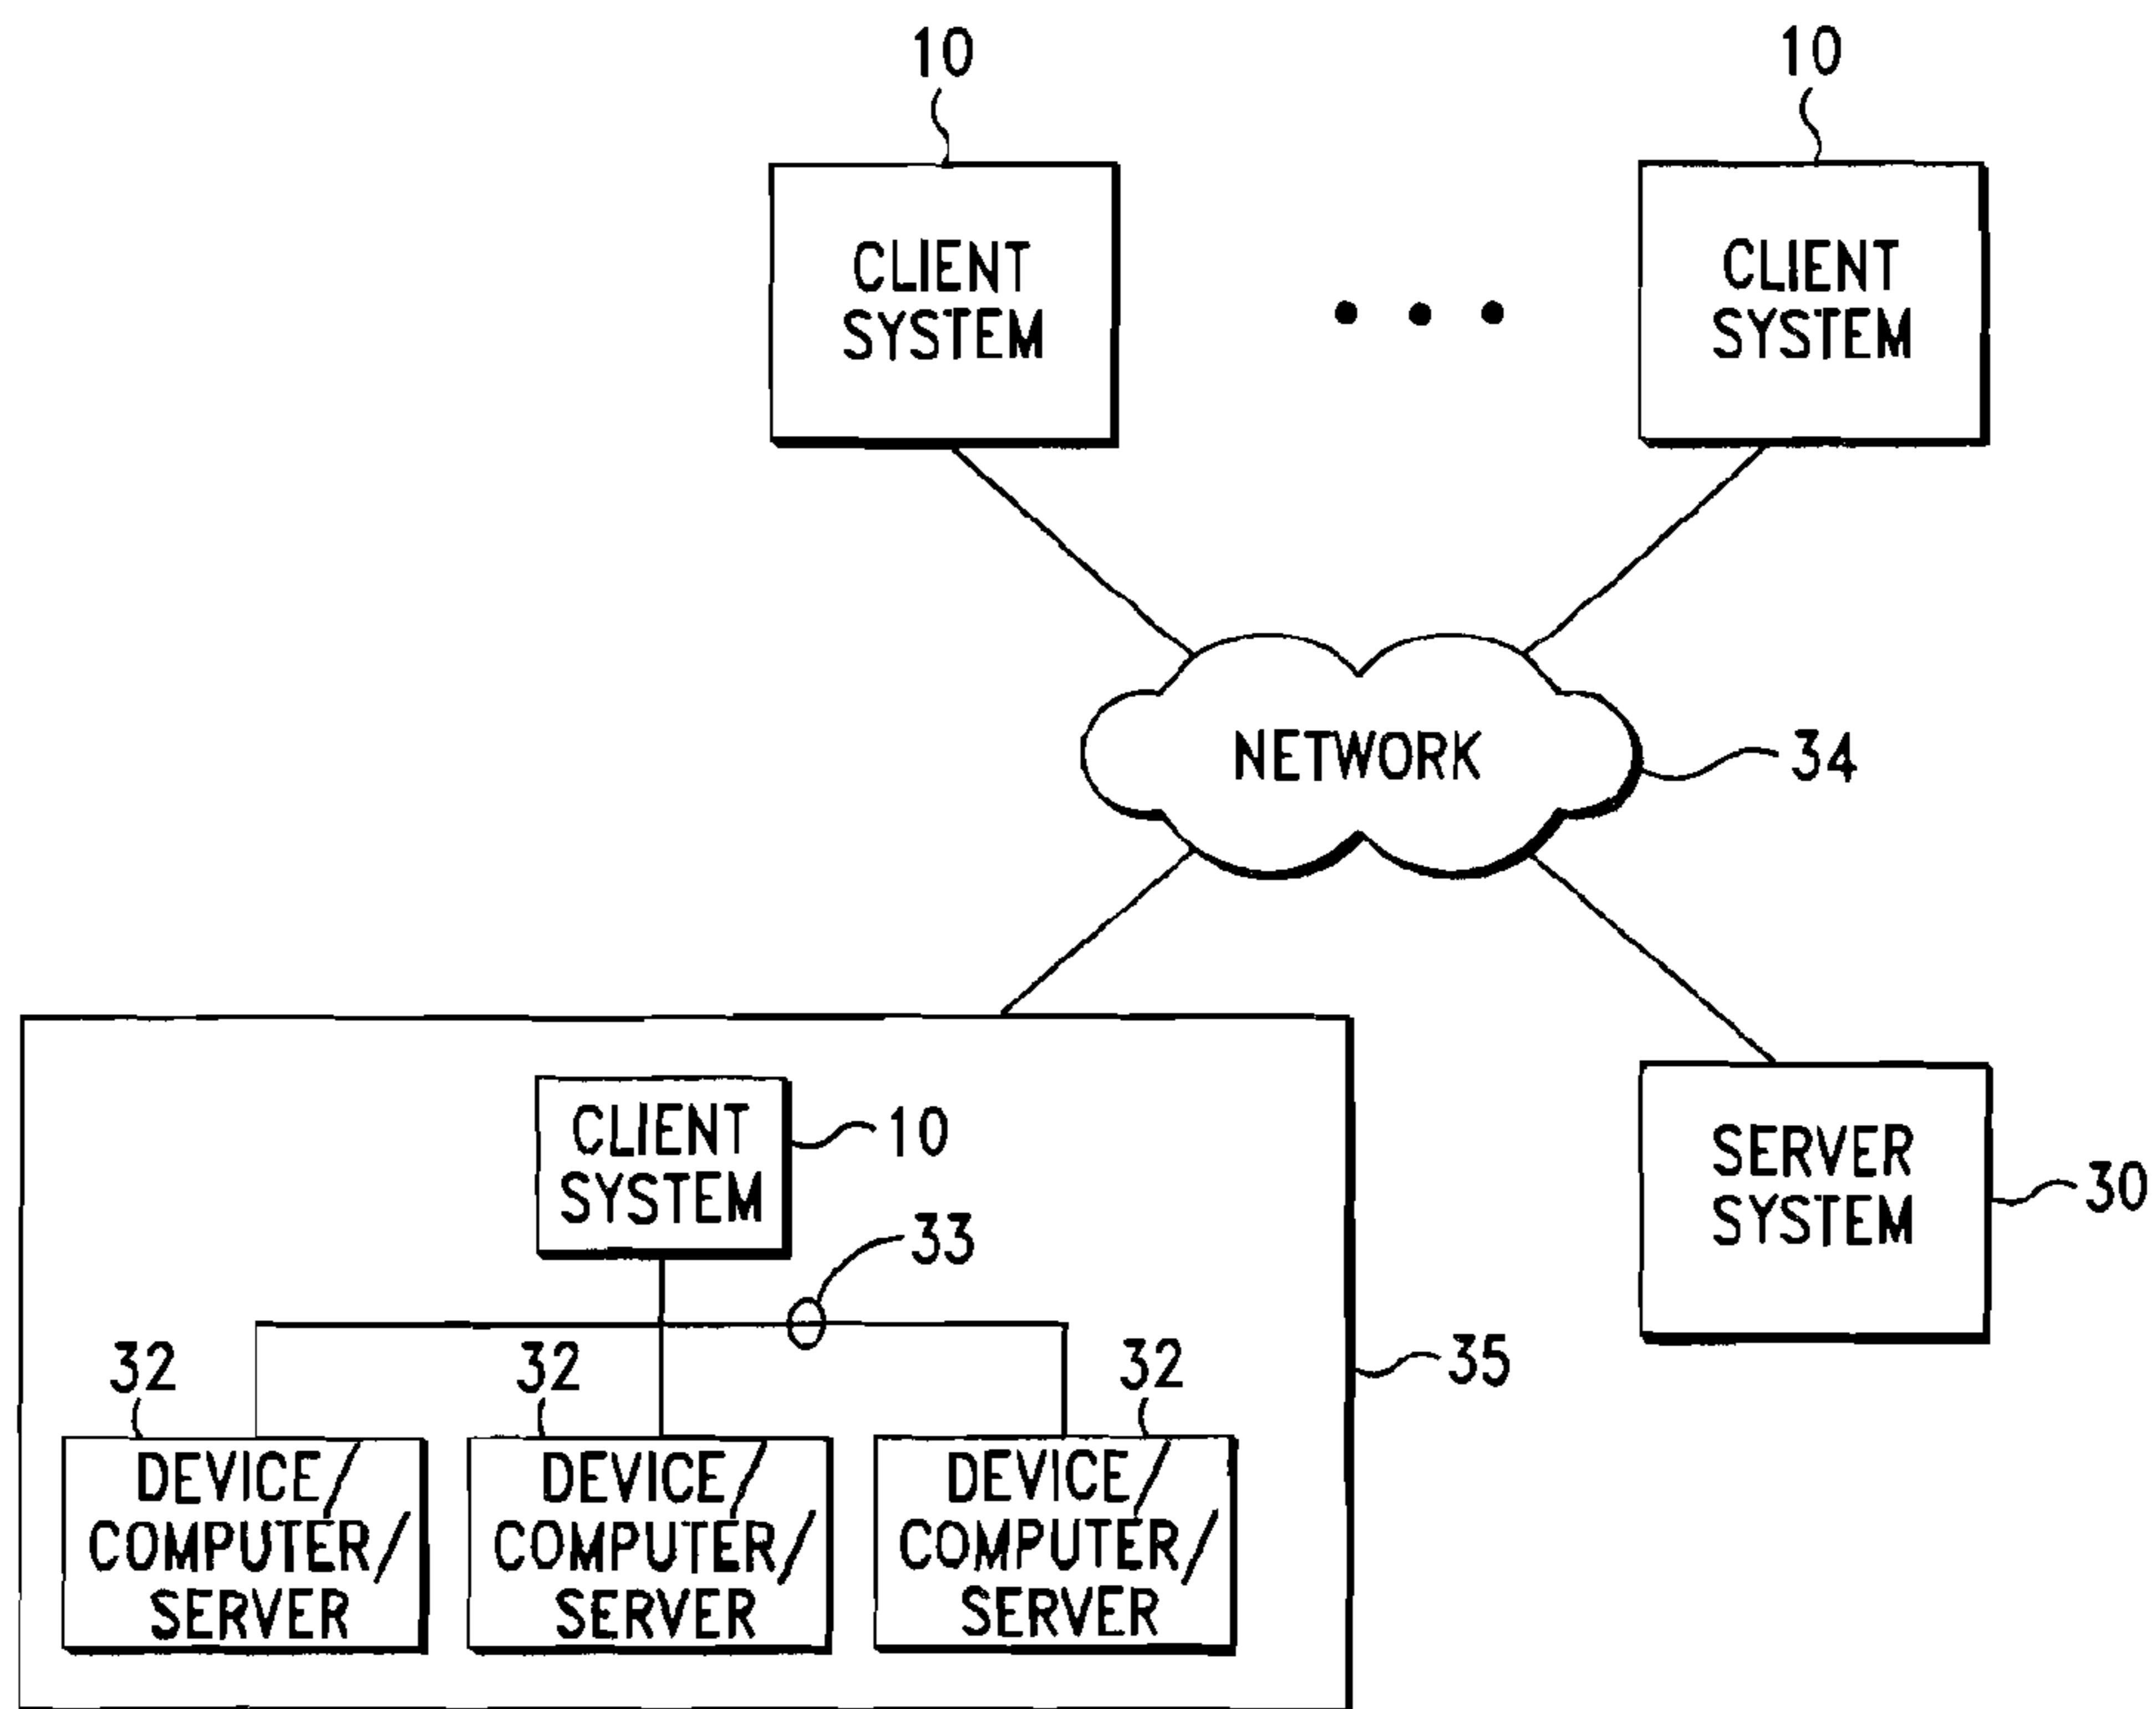 10
10
CLIENT
SYSTEM
CLIENT
SYSTEM
NETWORK
34
CLIENT
SYSTEM
10
33
SERVER
SYSTEM
30
35
32
32
32
DEVICE/
COMPUTER/
SERVER
DEVICE/
COMPUTER/
SERVER
DEVICE/
COMPUTER/
SERVER